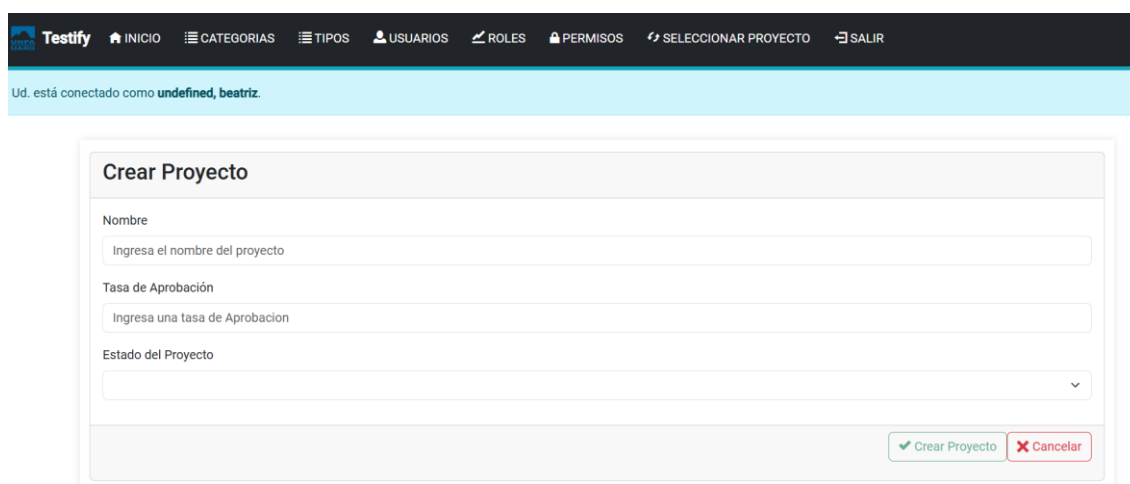 Testify INICIO CATEGORIAS TIPOS USUARIOS ROLES PERMISOS SELECCIONAR PROYECTO SALIR
Ud. está conectado como undefined, beatriz.
Crear Proyecto
Nombre
Ingresa el nombre del proyecto
Tasa de Aprobación
Ingresa una tasa de Aprobacion
Estado del Proyecto
Crear Proyecto Cancelar